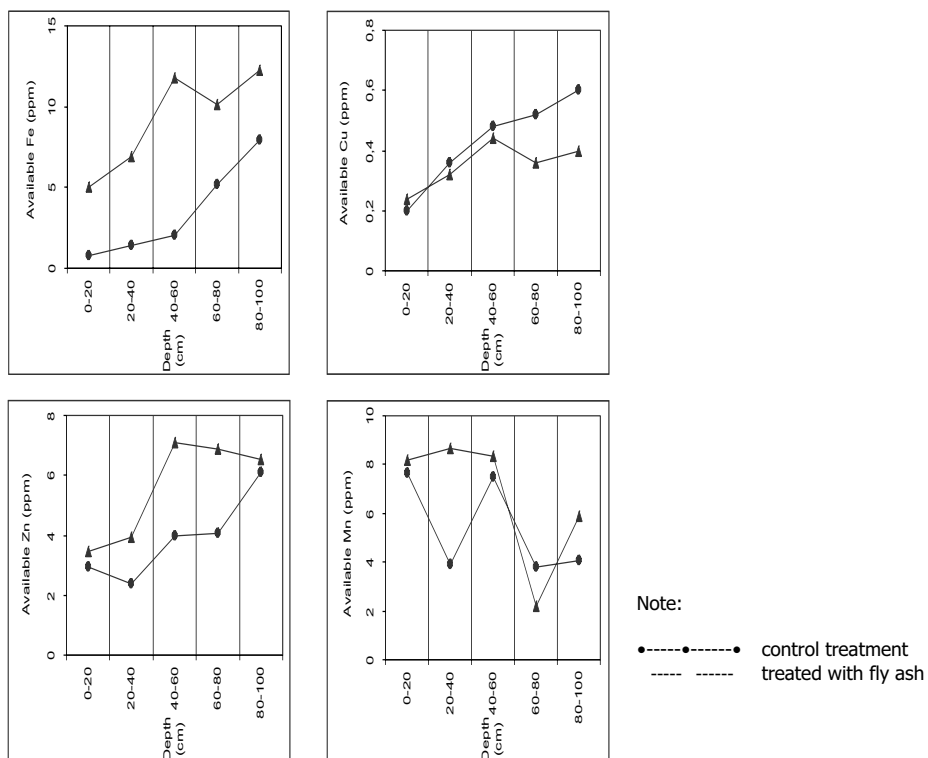 Available Fe (ppm)
15
10
5
0
0-20
20-40
40-60
60-80
80-100
Depth
(cm)
Available Cu (ppm)
0,8
0,6
0,4
0,2
0
0-20
20-40
40-60
60-80
80-100
Depth
(cm)
Available Zn (ppm)
8
6
4
2
0
0-20
20-40
40-60
60-80
80-100
Depth
(cm)
Available Mn (ppm)
10
8
6
4
2
0
0-20
20-40
40-60
60-80
80-100
Depth
(cm)
Note:
control treatment
treated with fly ash